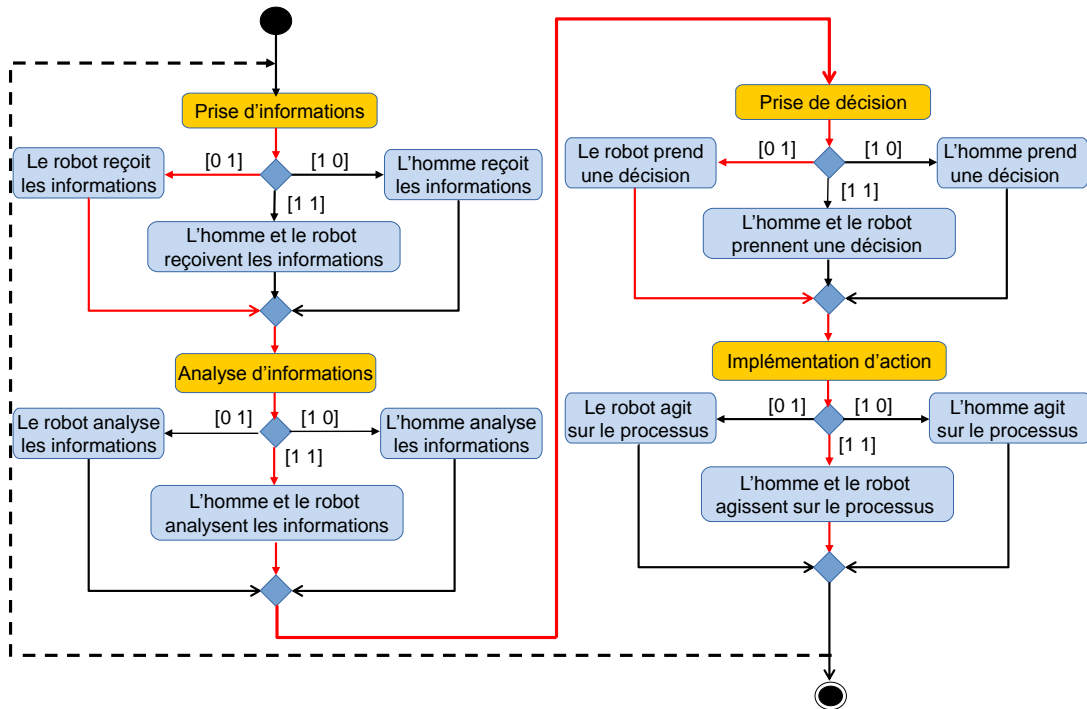 Prise d'informations
[0 1]
[1 0]
Le robot reçoit
les informations
L'homme reçoit
les informations
[1 1]
L'homme et le robot
reçoivent les informations
Analyse d'informations
[0 1]
[1 0]
Le robot analyse
les informations
L'homme analyse
les informations
[1 1]
L'homme et le robot
analysent les informations
Prise de décision
[0 1]
[1 0]
Le robot prend
une décision
L'homme prend
une décision
[1 1]
L'homme et le robot
prennent une décision
Implémentation d'action
[0 1]
[1 0]
Le robot agit
sur le processus
L'homme agit
sur le processus
[1 1]
L'homme et le robot
agissent sur le processus